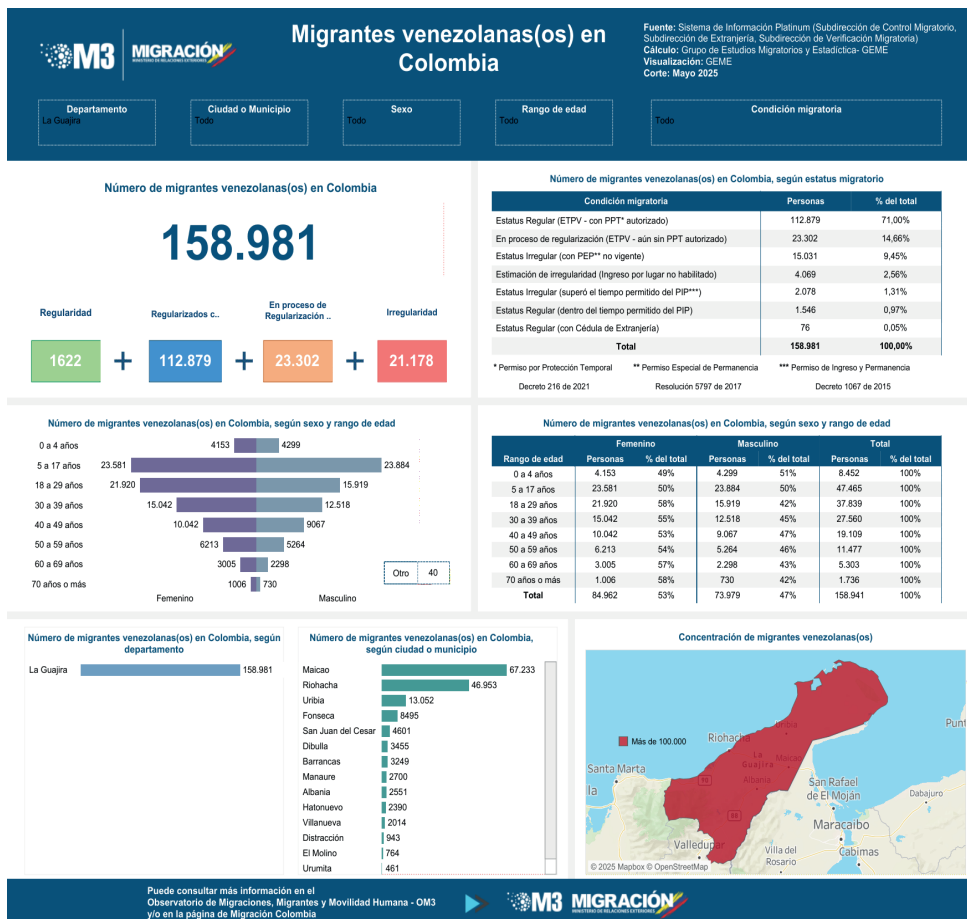 M3
MIGRACIÓN
MINISTERIO DE RELACIONES EXTERIORES
Migrantes venezolanas(os) en
Colombia
Fuente: Sistema de Información Platinum (Subdirección de Control Migratorio,
Subdirección de Extranjería, Subdirección de Verificación Migratoria)
Cálculo: Grupo de Estudios Migratorios y Estadística- GEME
Visualización: GEME
Corte: Mayo 2025
Departamento Ciudad o Municipio Sexo Rango de edad Condición migratoria
La Guajira Todo Todo Todo Todo
Número de migrantes venezolanas(os) en Colombia
158.981
Regularidad Regularizados c.. En proceso de Regularización .. Irregularidad
1622 + 112.879 + 23.302 + 21.178
Número de migrantes venezolanas(os) en Colombia, según estatus migratorio
Condición migratoria Personas % del total
Estatus Regular (ETPV - con PPT* autorizado) 112.879 71,00%
En proceso de regularización (ETPV - aún sin PPT autorizado) 23.302 14,66%
Estatus Irregular (con PEP** no vigente) 15.031 9,45%
Estimación de irregularidad (Ingreso por lugar no habilitado) 4.069 2,56%
Estatus Irregular (superó el tiempo permitido del PIP***) 2.078 1,31%
Estatus Regular (dentro del tiempo permitido del PIP) 1.546 0,97%
Estatus Regular (con Cédula de Extranjería) 76 0,05%
Total 158.981 100,00%
* Permiso por Protección Temporal ** Permiso Especial de Permanencia *** Permiso de Ingreso y Permanencia
Decreto 216 de 2021 Resolución 5797 de 2017 Decreto 1067 de 2015
Número de migrantes venezolanas(os) en Colombia, según sexo y rango de edad
0 a 4 años 4153 4299
5 a 17 años 23.581 23.884
18 a 29 años 21.920 15.919
30 a 39 años 15.042 12.518
40 a 49 años 10.042 9067
50 a 59 años 6213 5264
60 a 69 años 3005 2298
70 años o más 1006 730
Femenino Masculino
Otro 40
Número de migrantes venezolanas(os) en Colombia, según sexo y rango de edad
Femenino Masculino Total
Rango de edad Personas % del total Personas % del total Personas % del total
0 a 4 años 4.153 49% 4.299 51% 8.452 100%
5 a 17 años 23.581 50% 23.884 50% 47.465 100%
18 a 29 años 21.920 58% 15.919 42% 37.839 100%
30 a 39 años 15.042 55% 12.518 45% 27.560 100%
40 a 49 años 10.042 53% 9.067 47% 19.109 100%
50 a 59 años 6.213 54% 5.264 46% 11.477 100%
60 a 69 años 3.005 57% 2.298 43% 5.303 100%
70 años o más 1.006 58% 730 42% 1.736 100%
Total 84.962 53% 73.979 47% 158.941 100%
Número de migrantes venezolanas(os) en Colombia, según
departamento
La Guajira 158.981
Número de migrantes venezolanas(os) en Colombia,
según ciudad o municipio
Maicao 67.233
Riohacha 46.953
Uribia 13.052
Fonseca 8495
San Juan del Cesar 4601
Dibulla 3455
Barrancas 3249
Manaure 2700
Albania 2551
Hatonuevo 2390
Villanueva 2014
Distracción 943
El Molino 764
Urumita 461
Concentración de migrantes venezolanas(os)
Más de 100.000
Uribia
Riohacha
Punt
La
Guajira
Maicao
Santa Marta
lla
90
Albania
San Rafael
de El Moján
Dabajuro
88
Maracaibo
Valledupar
Villa del
Rosario
Cabimas
© 2025 Mapbox © OpenStreetMap
Puede consultar más información en el
Observatorio de Migraciones, Migrantes y Movilidad Humana - OM3
y/o en la página de Migración Colombia
M3
MIGRACIÓN
MINISTERIO DE RELACIONES EXTERIORES